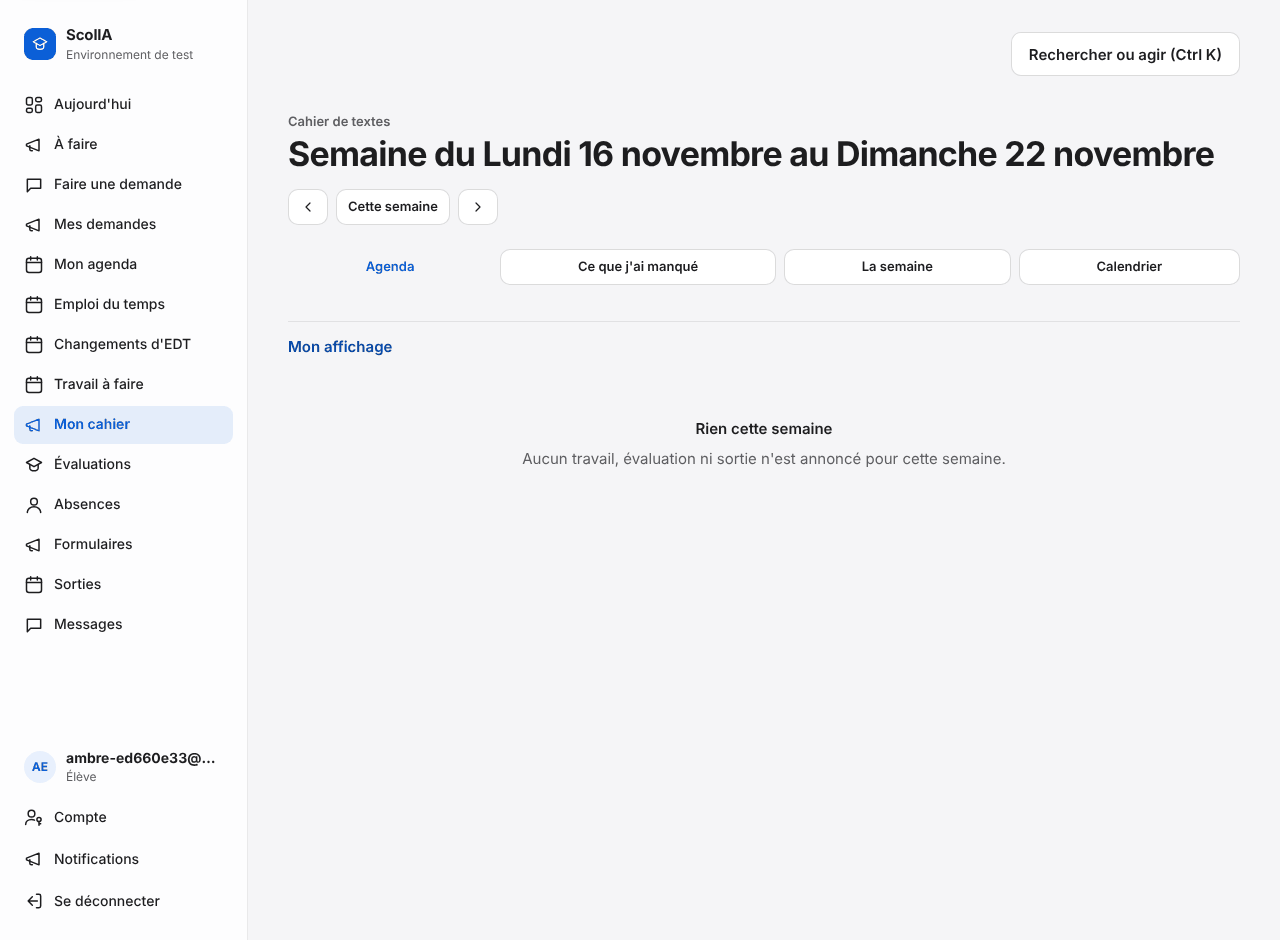 ScolIA
Environnement de test
Aujourd'hui
À faire
Faire une demande
Mes demandes
Mon agenda
Emploi du temps
Changements d'EDT
Travail à faire
Mon cahier
Évaluations
Absences
Formulaires
Sorties
Messages
AE
ambre-ed660e33@...
Élève
Compte
Notifications
Se déconnecter
Rechercher ou agir (Ctrl K)
Cahier de textes
Semaine du Lundi 16 novembre au Dimanche 22 novembre
Cette semaine
Agenda
Ce que j'ai manqué
La semaine
Calendrier
Mon affichage
Rien cette semaine
Aucun travail, évaluation ni sortie n'est annoncé pour cette semaine.